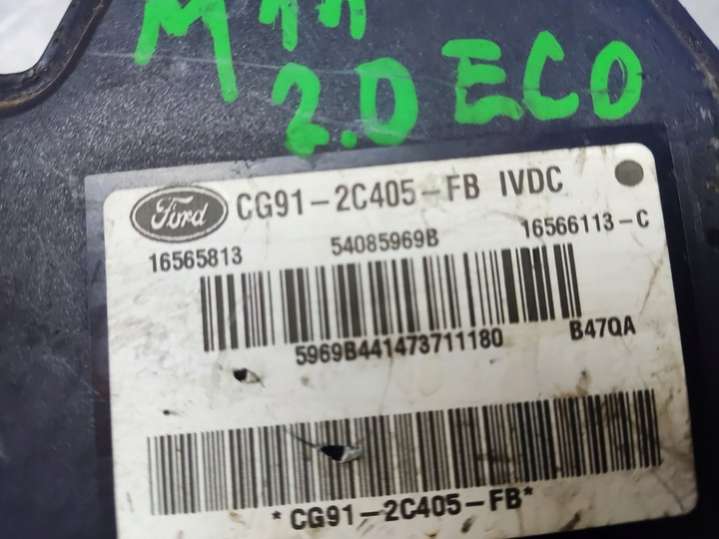 2.0 ECO
Ford CG91-2C405-FB IVDC
16565813 54085969B 16566113-C
5969B441473711180 B47QA
*CG91-2C405-FB*